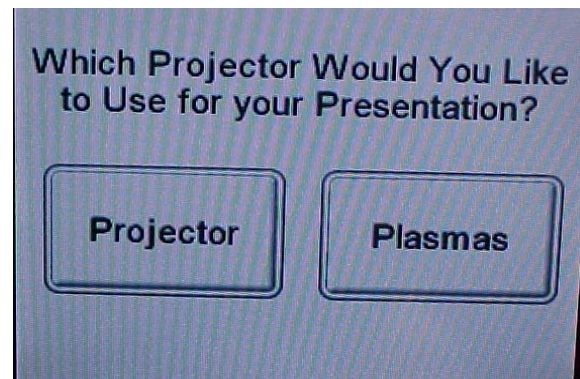 Which Projector Would You Like
to Use for your Presentation?
Projector
Plasmas